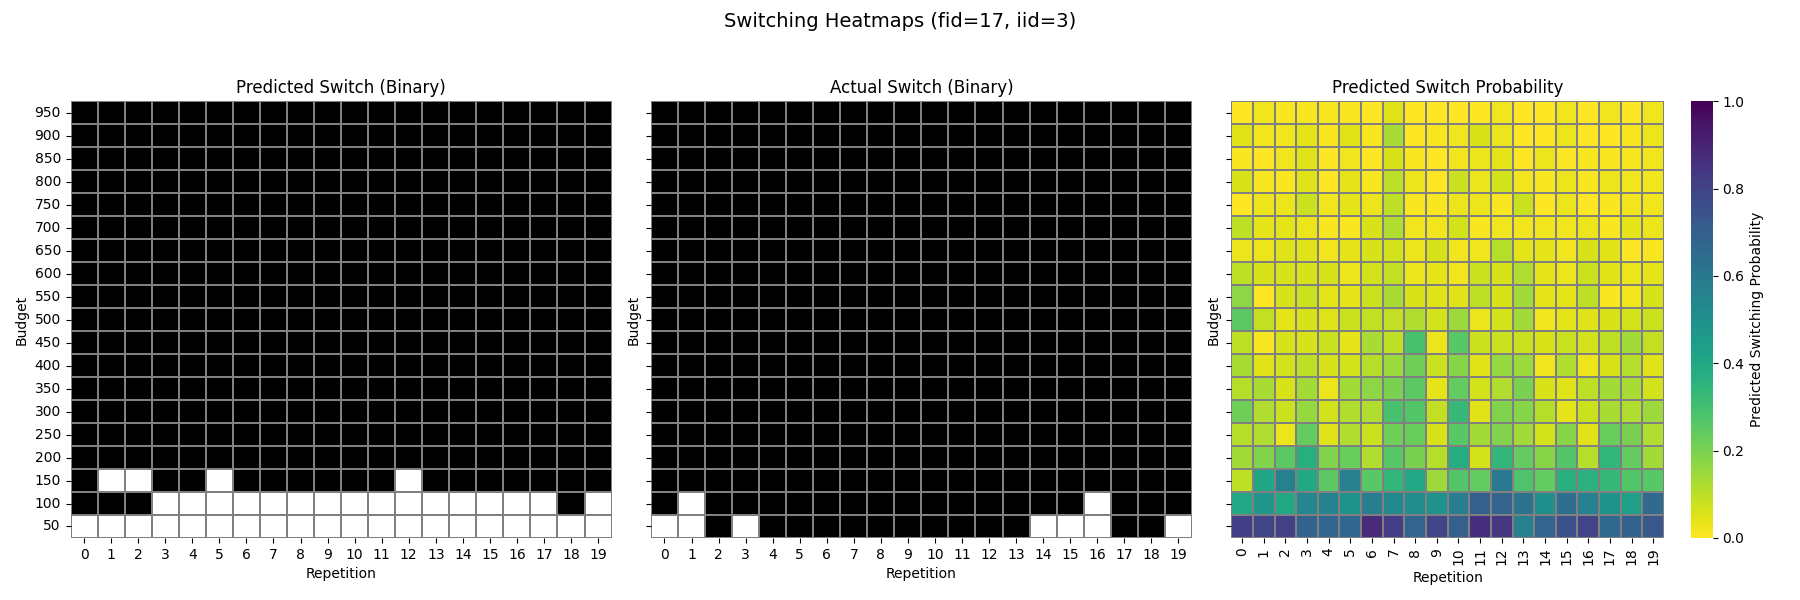 Switching Heatmaps (fid=17, iid=3)
Predicted Switch (Binary)
Budget
950
900
850
800
750
700
650
600
550
500
450
400
350
300
250
200
150
100
50
0 1 2 3 4 5 6 7 8 9 10 11 12 13 14 15 16 17 18 19
Repetition
Actual Switch (Binary)
Budget
0 1 2 3 4 5 6 7 8 9 10 11 12 13 14 15 16 17 18 19
Repetition
Predicted Switch Probability
Budget
0 1 2 3 4 5 6 7 8 9 10 11 12 13 14 15 16 17 18 19
Repetition
1.0
0.8
0.6
0.4
0.2
0.0
Predicted Switching Probability